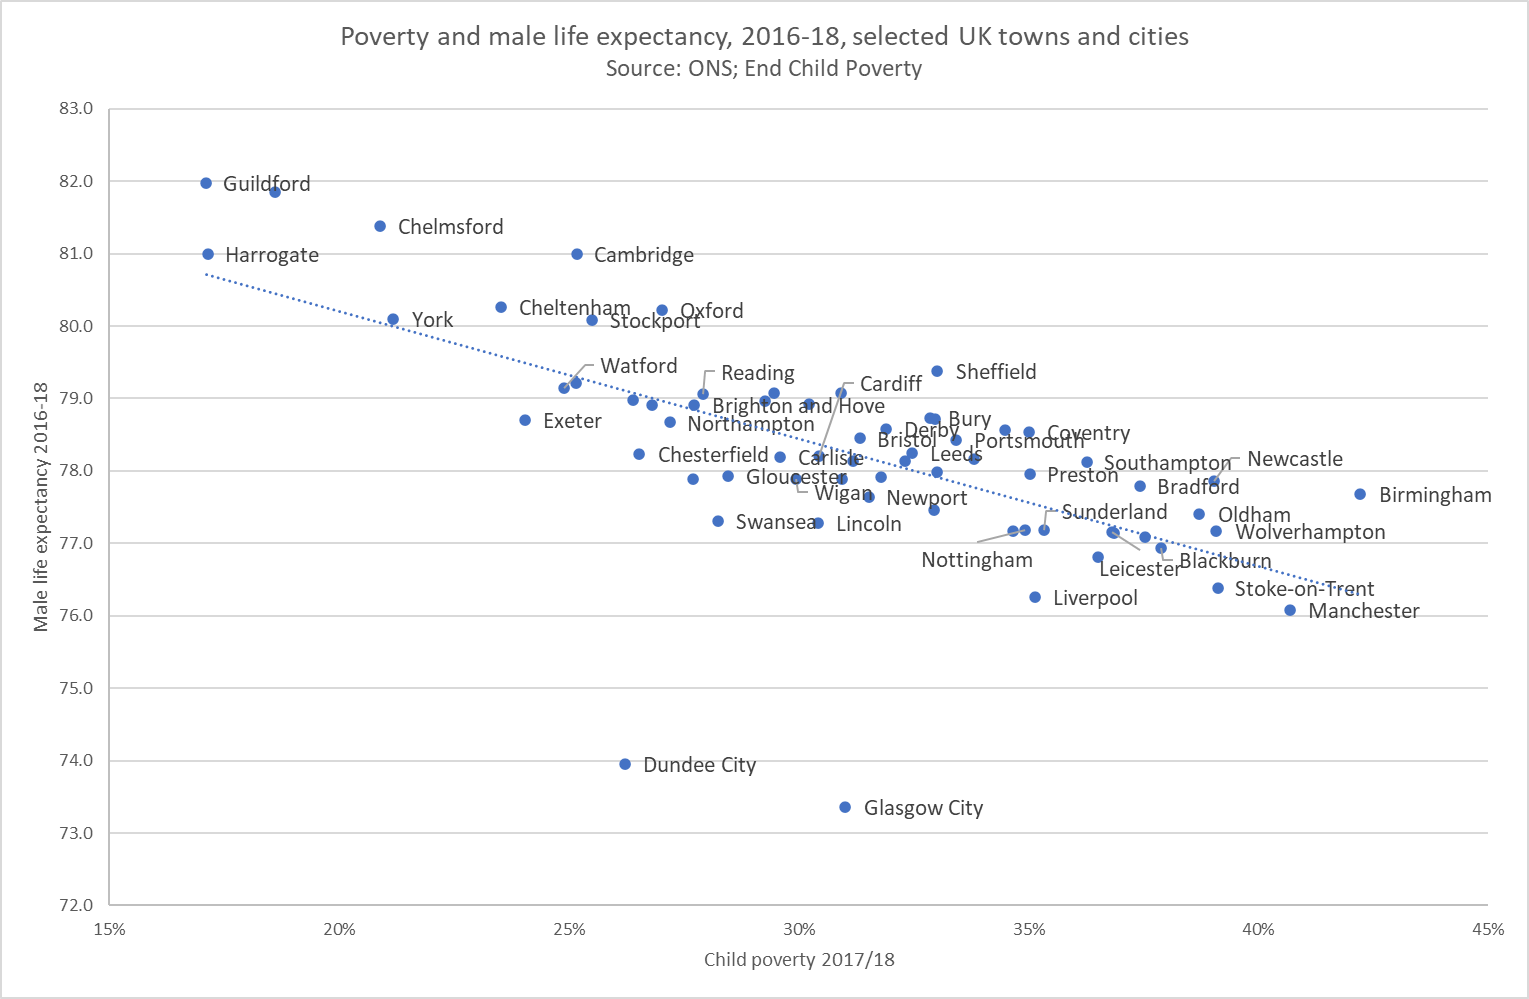 Poverty and male life expectancy, 2016-18, selected UK towns and cities
Source: ONS; End Child Poverty
Male life expectancy 2016-18
83.0
82.0
81.0
80.0
79.0
78.0
77.0
76.0
75.0
74.0
73.0
72.0
Guildford
Chelmsford
Harrogate
Cambridge
Cheltenham
Oxford
York
Stockport
Watford
Reading
Sheffield
Cardiff
Brighton and Hove
Exeter
Northampton
Bury
Derby
Coventry
Bristol
Portsmouth
Chesterfield
Carlisle
Leeds
Newcastle
Southampton
Gloucester
Preston
Bradford
Wigan
Newport
Birmingham
Sunderland
Oldham
Swansea
Lincoln
Wolverhampton
Nottingham
Blackburn
Leicester
Stoke-on-Trent
Liverpool
Manchester
Dundee City
Glasgow City
15%
20%
25%
30%
35%
40%
45%
Child poverty 2017/18